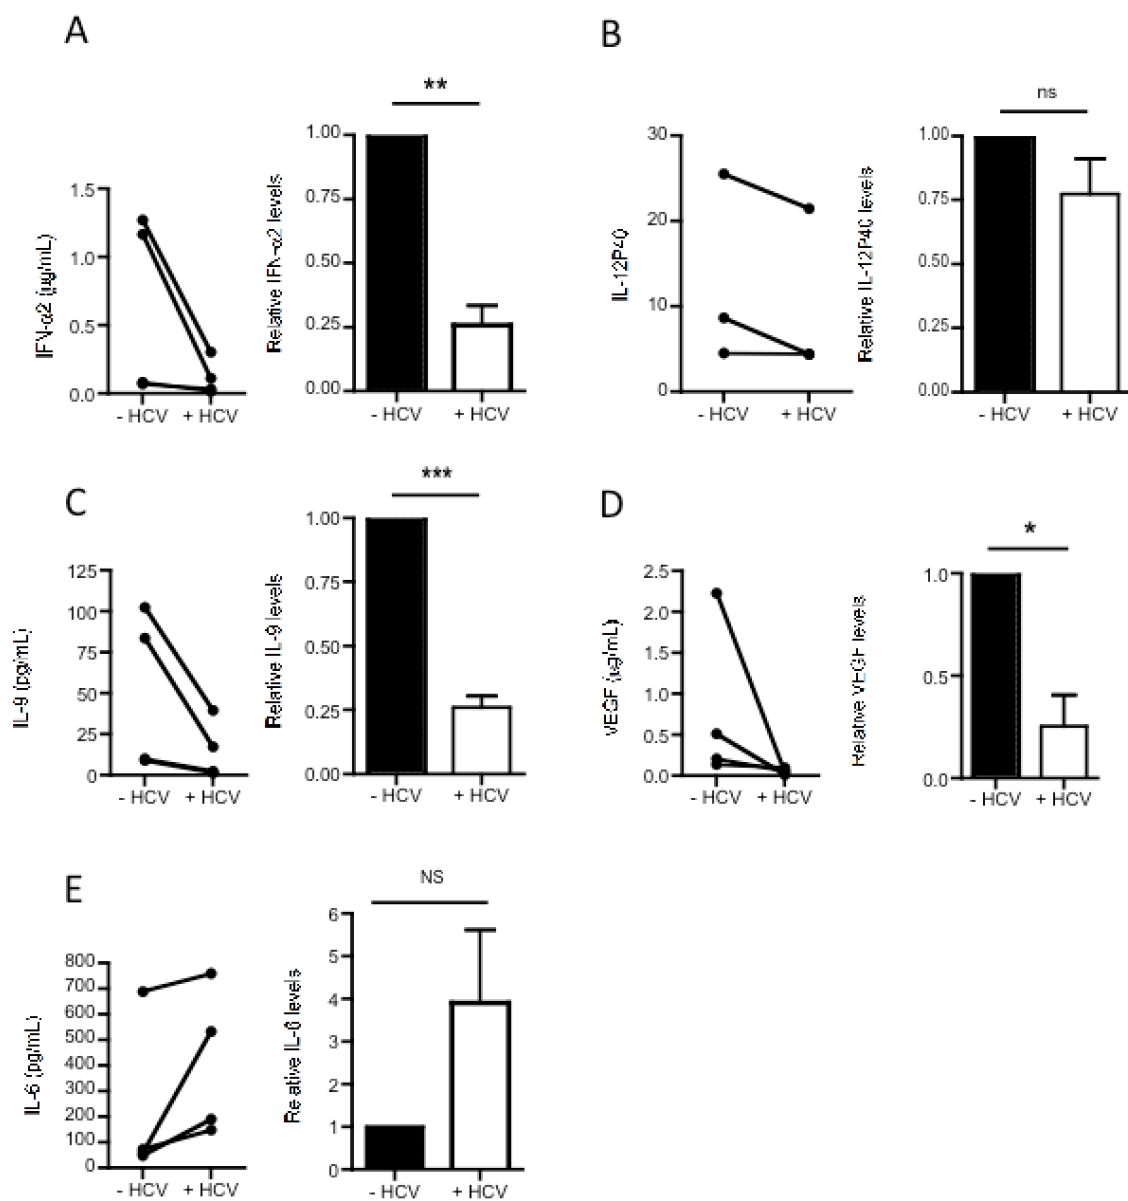 A
IFN-α2 (μg/mL)
1.5
1.0
0.5
0.0
- HCV + HCV
Relative IFN-α2 levels
**
1.00
0.75
0.50
0.25
0.00
- HCV + HCV
B
IL-12P40
30
20
10
0
- HCV + HCV
Relative IL-12P40 levels
ns
1.00
0.75
0.50
0.25
0.00
- HCV + HCV
C
IL-9 (pg/mL)
125
100
75
50
25
0
- HCV + HCV
Relative IL-9 levels
***
1.00
0.75
0.50
0.25
0.00
- HCV + HCV
D
VEGF (μg/mL)
2.5
2.0
1.5
1.0
0.5
0.0
- HCV + HCV
Relative VEGF levels
*
1.0
0.5
0.0
- HCV + HCV
E
IL-6 (pg/mL)
800
700
600
500
400
300
200
100
0
- HCV + HCV
Relative IL-6 levels
NS
6
5
4
3
2
1
0
- HCV + HCV